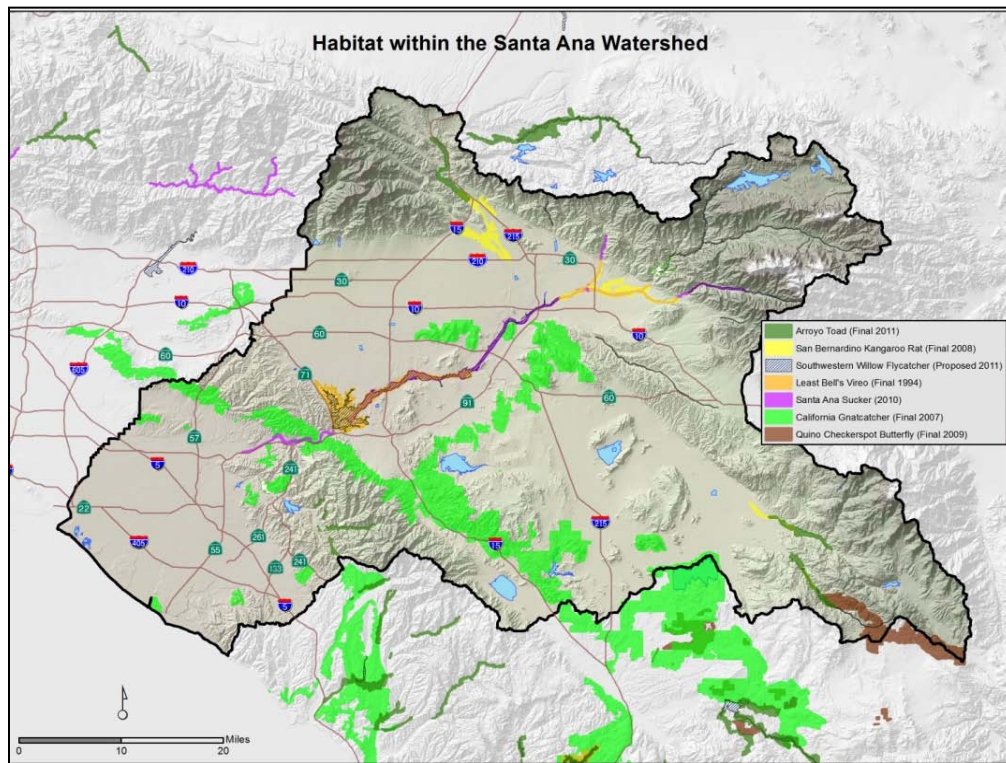 Habitat within the Santa Ana Watershed
15
215
210
30
210
30
10
10
60
10
60
605
71
91
60
57
5
241
22
405
55
261
133
241
15
215
5
Arroyo Toad (Final 2011)
San Bernardino Kangaroo Rat (Final 2008)
Southwestern Willow Flycatcher (Proposed 2011)
Least Bell's Vireo (Final 1994)
Santa Ana Sucker (2010)
California Gnatcatcher (Final 2007)
Quino Checkerspot Butterfly (Final 2009)
Miles
0 10 20